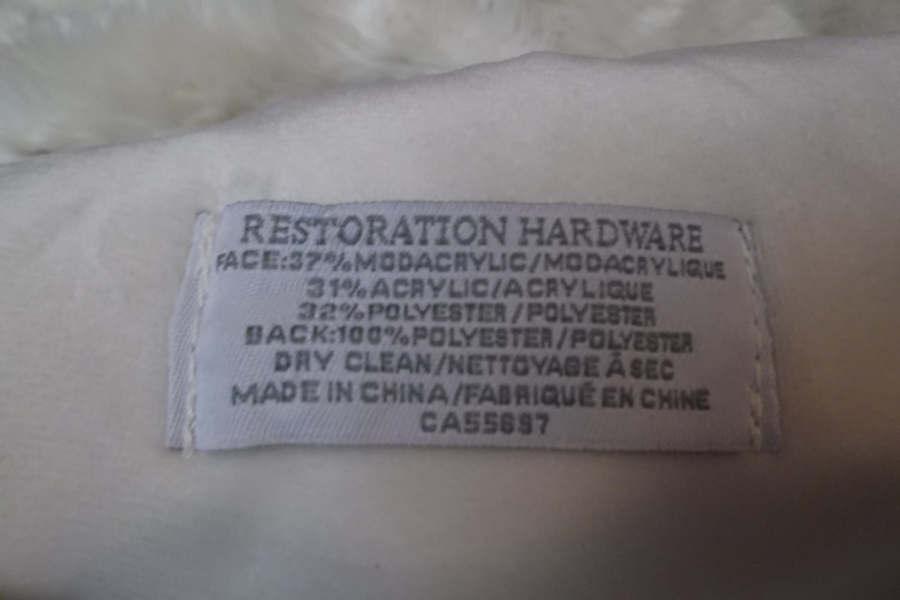 RESTORATION HARDWARE
FACE:37%MODACRYLIC/MODACRYLIQUE
31%ACRYLIC/ACRYLIQUE
32%POLYESTER/POLYESTER
BACK:100%POLYESTER/POLYESTER
DRY CLEAN/NETTOYAGE Á SEC
MADE IN CHINA/FABRIQUÉ EN CHINE